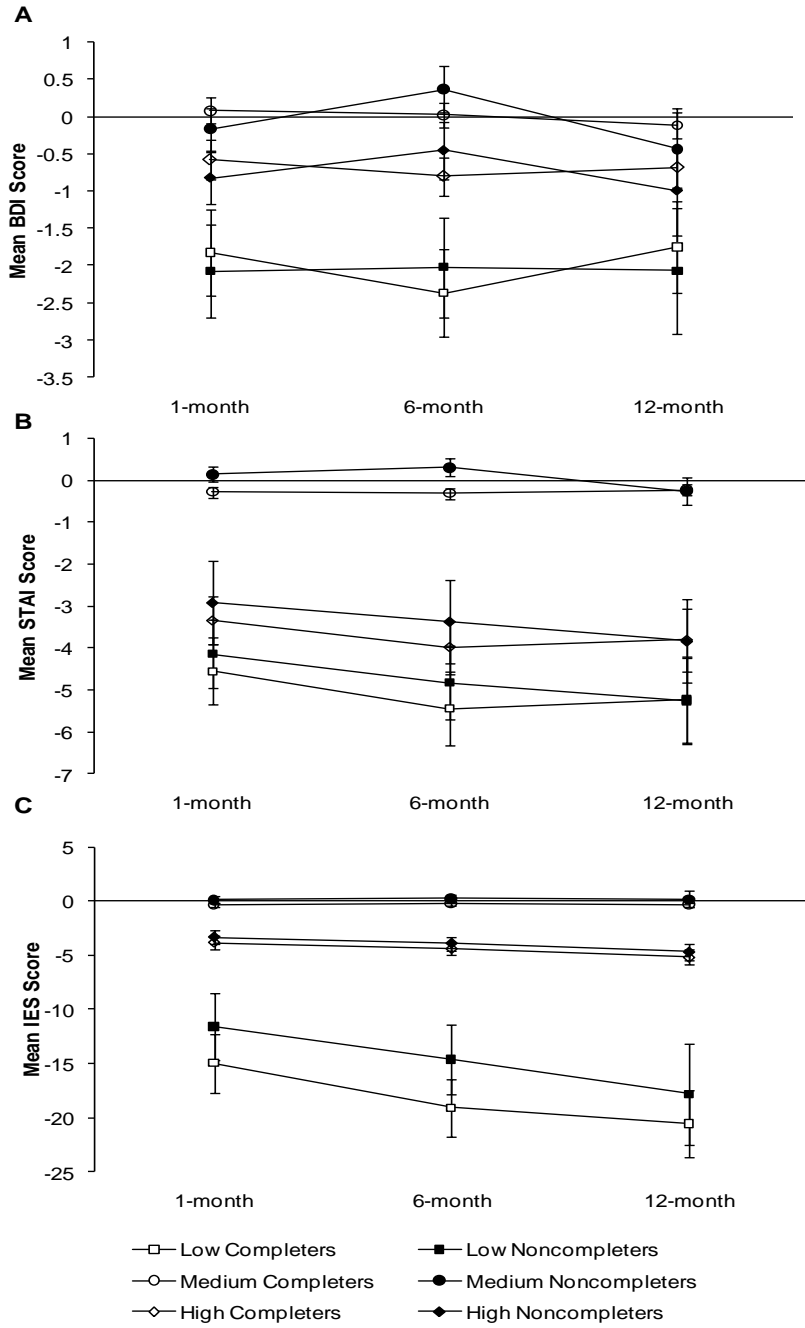 A
1
0.5
0
-0.5
-1
-1.5
-2
-2.5
-3
-3.5
Mean BDI Score
1-month 6-month 12-month
B
1
0
-1
-2
-3
-4
-5
-6
-7
Mean STAI Score
1-month 6-month 12-month
C
5
0
-5
-10
-15
-20
-25
Mean IES Score
1-month 6-month 12-month
Low Completers Low Noncompleters
Medium Completers Medium Noncompleters
High Completers High Noncompleters